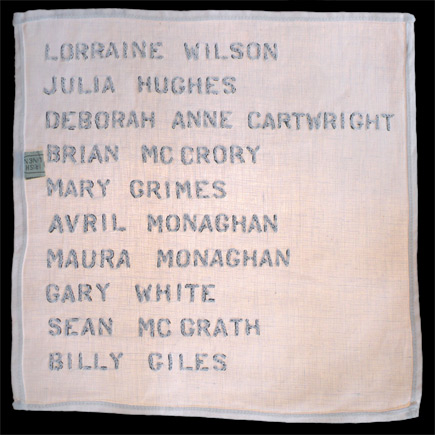 LORRAINE WILSON
JULIA HUGHES
DEBORAH ANNE CARTWRIGHT
BRIAN MC CRORY
MARY GRIMES
AVRIL MONAGHAN
MAURA MONAGHAN
GARY WHITE
SEAN MC GRATH
BILLY GILES